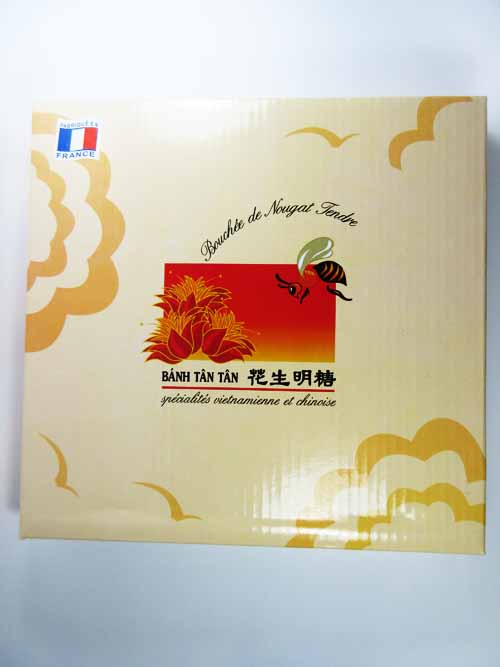 FABRIQUÉ EN
FRANCE
Bouchée de Nougat Tendre
BÁNH TÂN TÂN 花生明糖
spécialités vietnamienne et chinoise